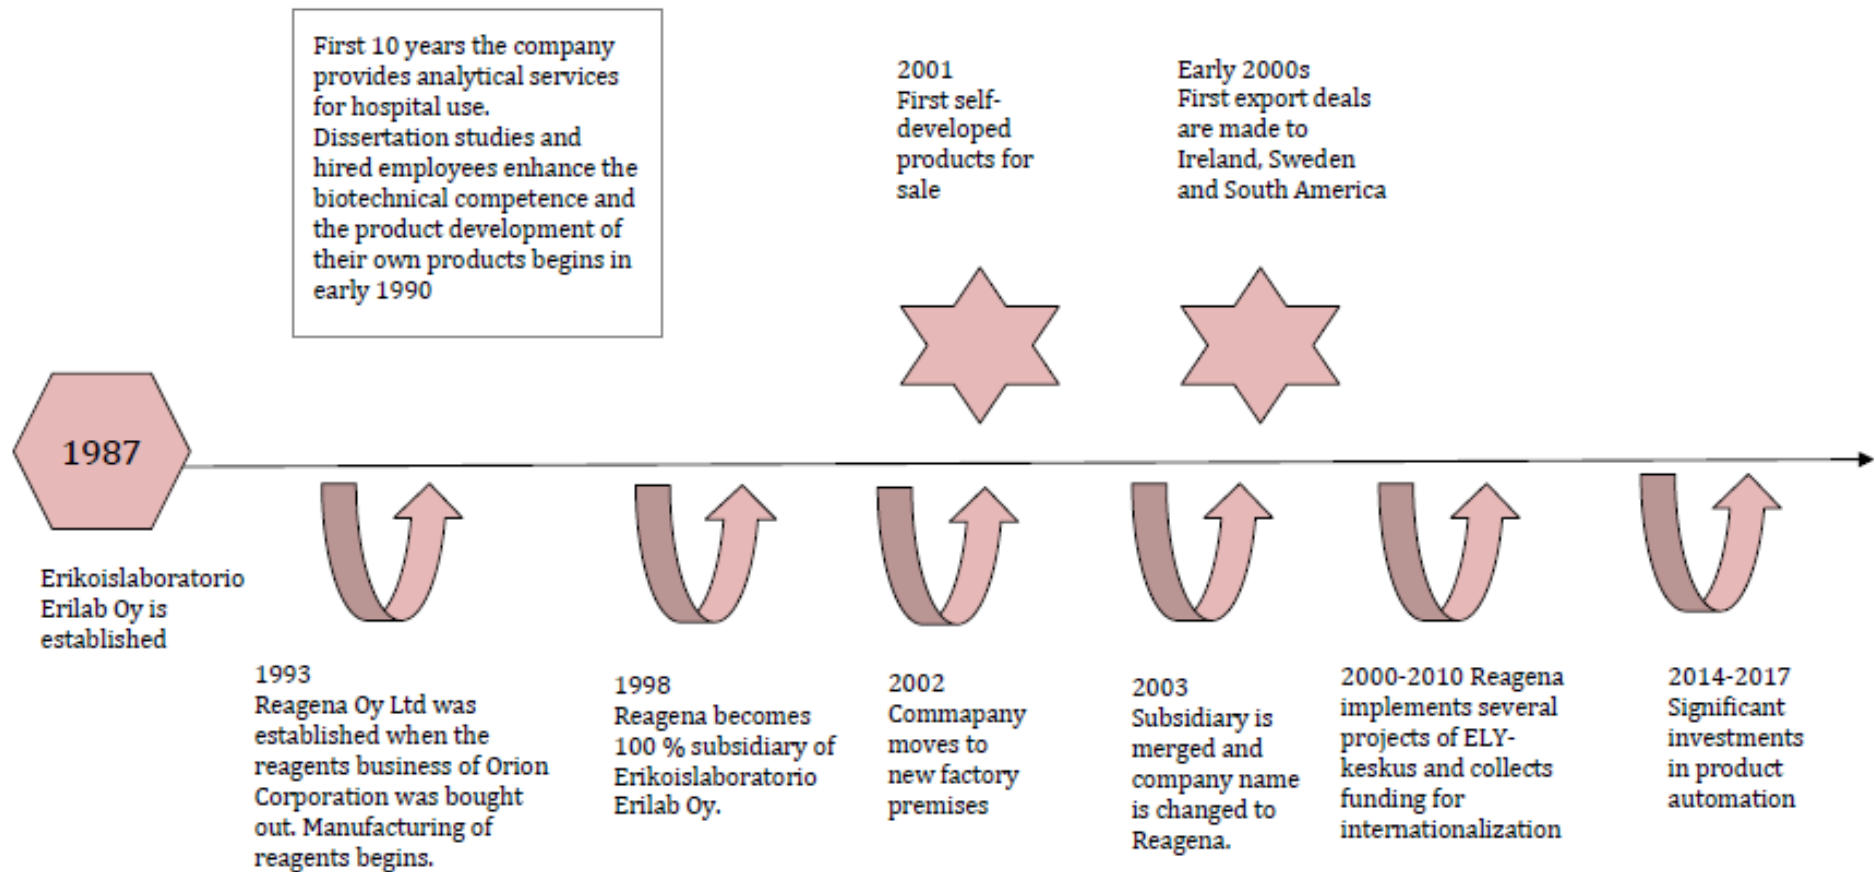 First 10 years the company
provides analytical services
for hospital use.
Dissertation studies and
hired employees enhance the
biotechnical competence and
the product development of
their own products begins in
early 1990
2001
First self-
developed
products for
sale
Early 2000s
First export deals
are made to
Ireland, Sweden
and South America
1987
Erikoislaboratorio
Erilab Oy is
established
1993
Reagena Oy Ltd was
established when the
reagents business of Orion
Corporation was bought
out. Manufacturing of
reagents begins.
1998
Reagena becomes
100 % subsidiary of
Erikoislaboratorio
Erilab Oy.
2002
Commapany
moves to
new factory
premises
2003
Subsidiary is
merged and
company name
is changed to
Reagena.
2000-2010 Reagena
implements several
projects of ELY-
keskus and collects
funding for
internationalization
2014-2017
Significant
investments
in product
automation